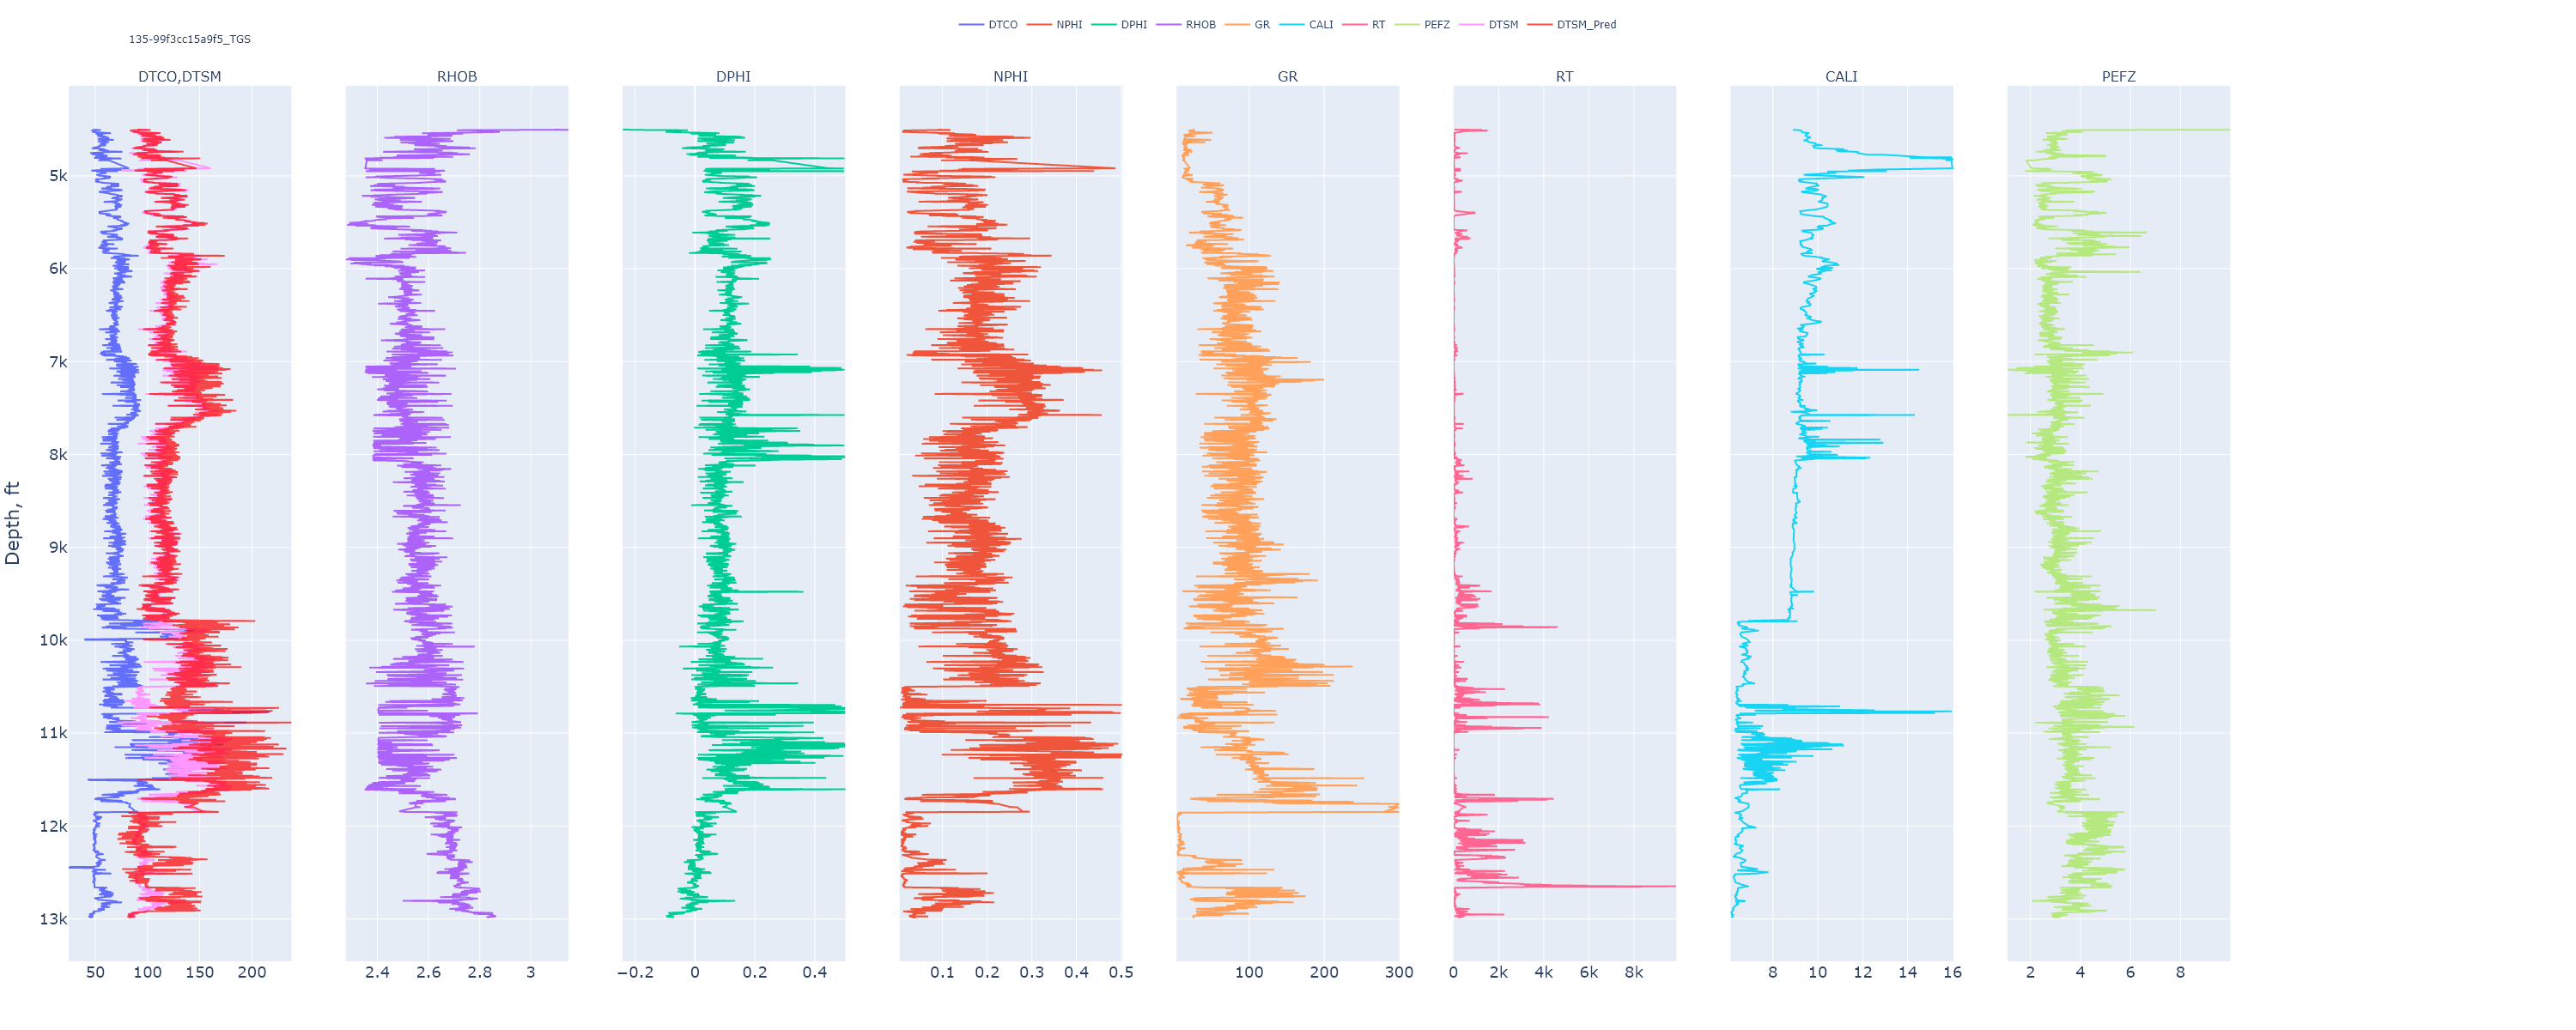 DTCO NPHI DPHI RHOB GR CALI RT PEFZ DTSM DTSM_Pred
135-99f3cc15a9f5_TGS
DTCO,DTSM RHOB DPHI NPHI GR RT CALI PEFZ
5k
6k
7k
8k
9k
10k
11k
12k
13k
Depth, ft
50 100 150 200 2.4 2.6 2.8 3 −0.2 0 0.2 0.4 0.1 0.2 0.3 0.4 0.5 100 200 300 0 2k 4k 6k 8k 8 10 12 14 16 2 4 6 8